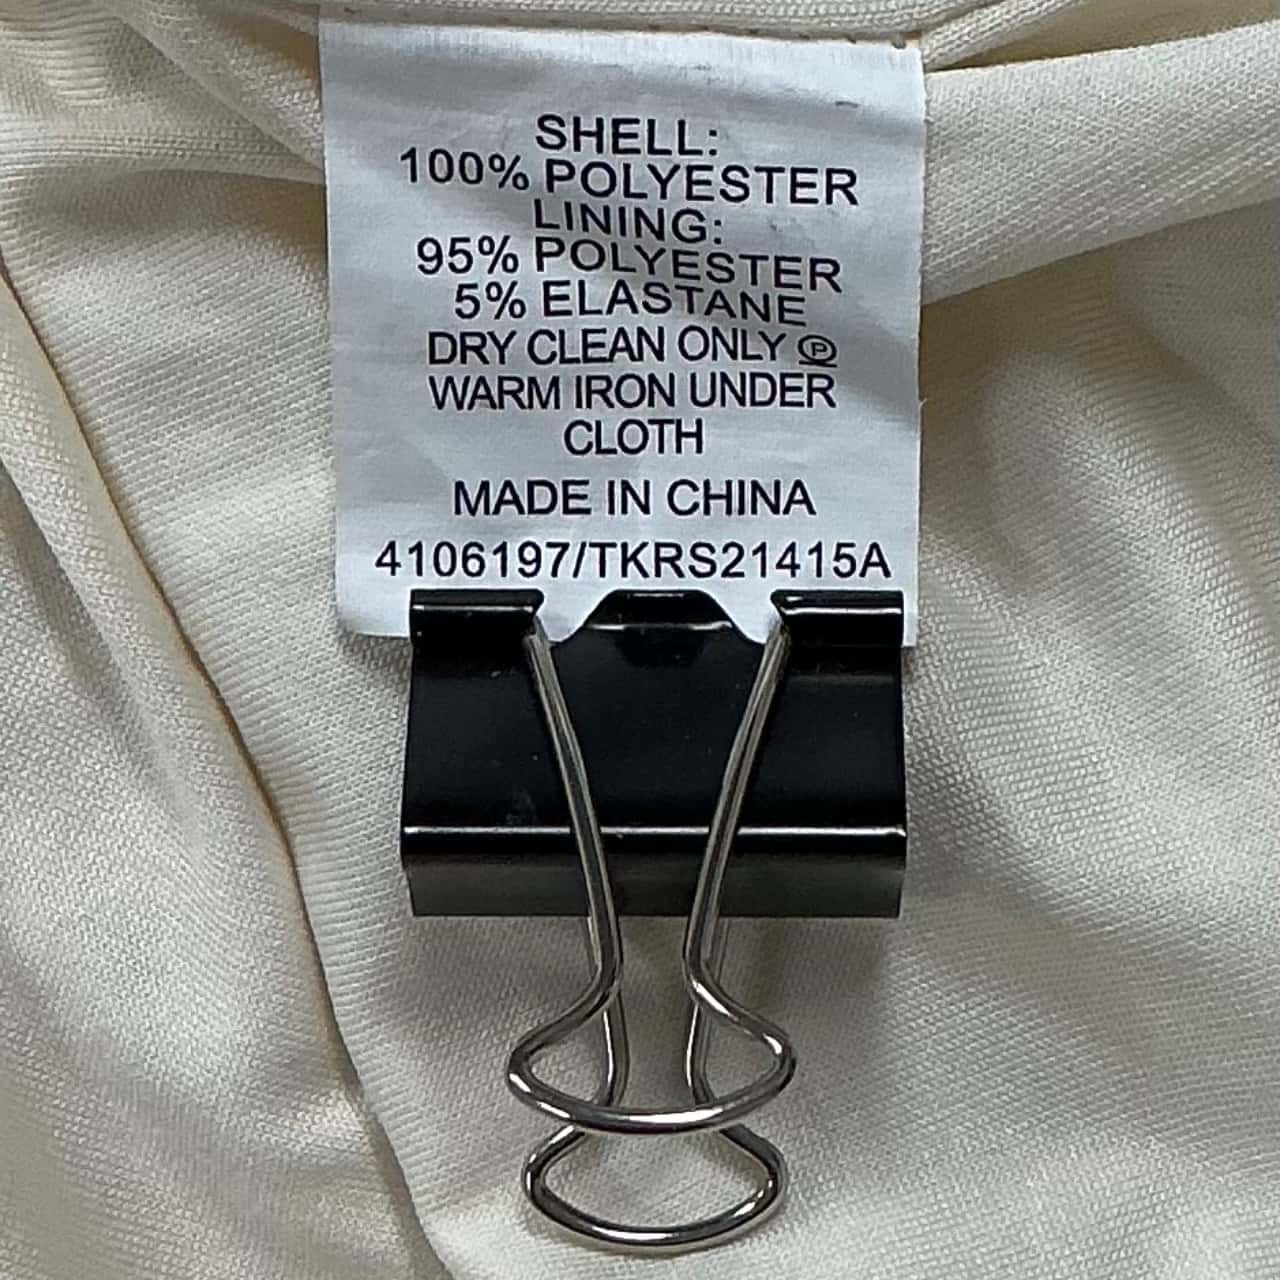 SHELL:
100% POLYESTER
LINING:
95% POLYESTER
5% ELASTANE
DRY CLEAN ONLY Ⓟ
WARM IRON UNDER
CLOTH
MADE IN CHINA
4106197/TKRS21415A